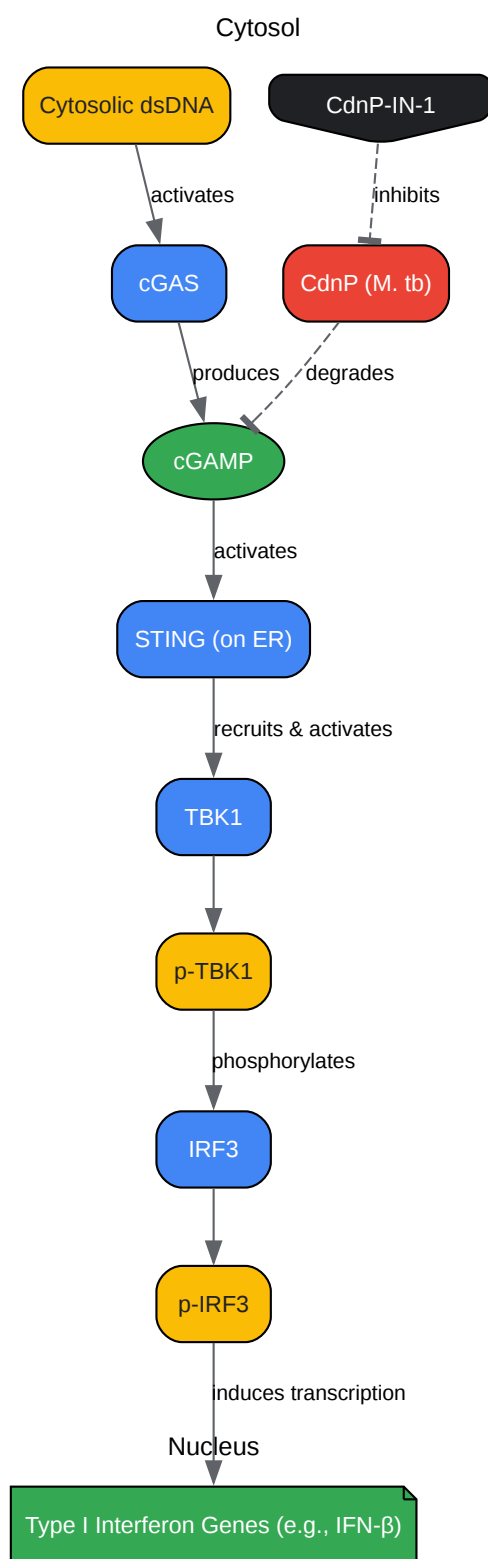 Cytosol
Cytosolic dsDNA
CdnP-IN-1
activates
inhibits
cGAS
CdnP (M. tb)
produces
degrades
cGAMP
activates
STING (on ER)
recruits & activates
TBK1
p-TBK1
phosphorylates
IRF3
p-IRF3
induces transcription
Nucleus
Type I Interferon Genes (e.g., IFN-β)